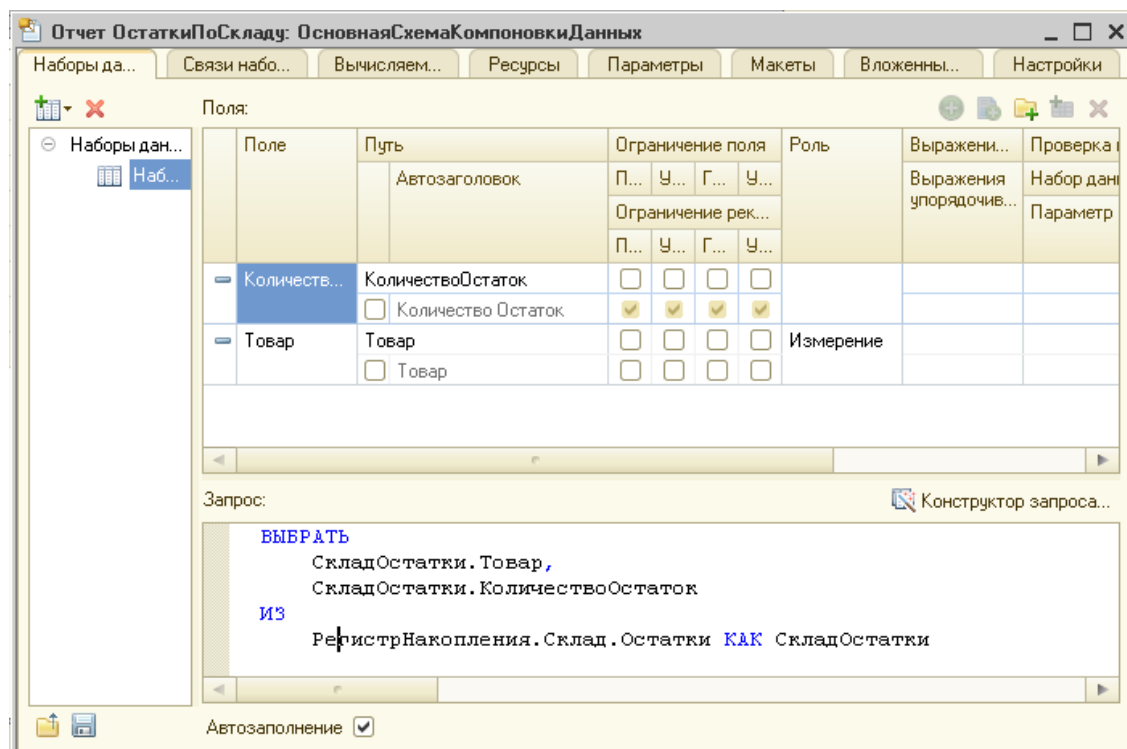 Отчет ОстаткиПоСкладу: ОсновнаяСхемаКомпоновкиДанных
Наборы да... Связи набо... Вычисляем... Ресурсы Параметры Макеты Вложенны... Настройки
Поля:
Наборы дан...
Наб...
Поле Путь Ограничение поля Роль Выражени... Проверка
Автозаголовок П... У... Г... У... Выражения упорядочив... Набор дан
Ограничение рек... Параметр
П... У... Г... У...
Количеств... КоличествоОстаток
Количество Остаток
Товар Товар Измерение
Товар
Запрос: Конструктор запроса...
ВЫБРАТЬ
СкладОстатки.Товар,
СкладОстатки.КоличествоОстаток
ИЗ
РегистрНакопления.Склад.Остатки КАК СкладОстатки
Автозаполнение